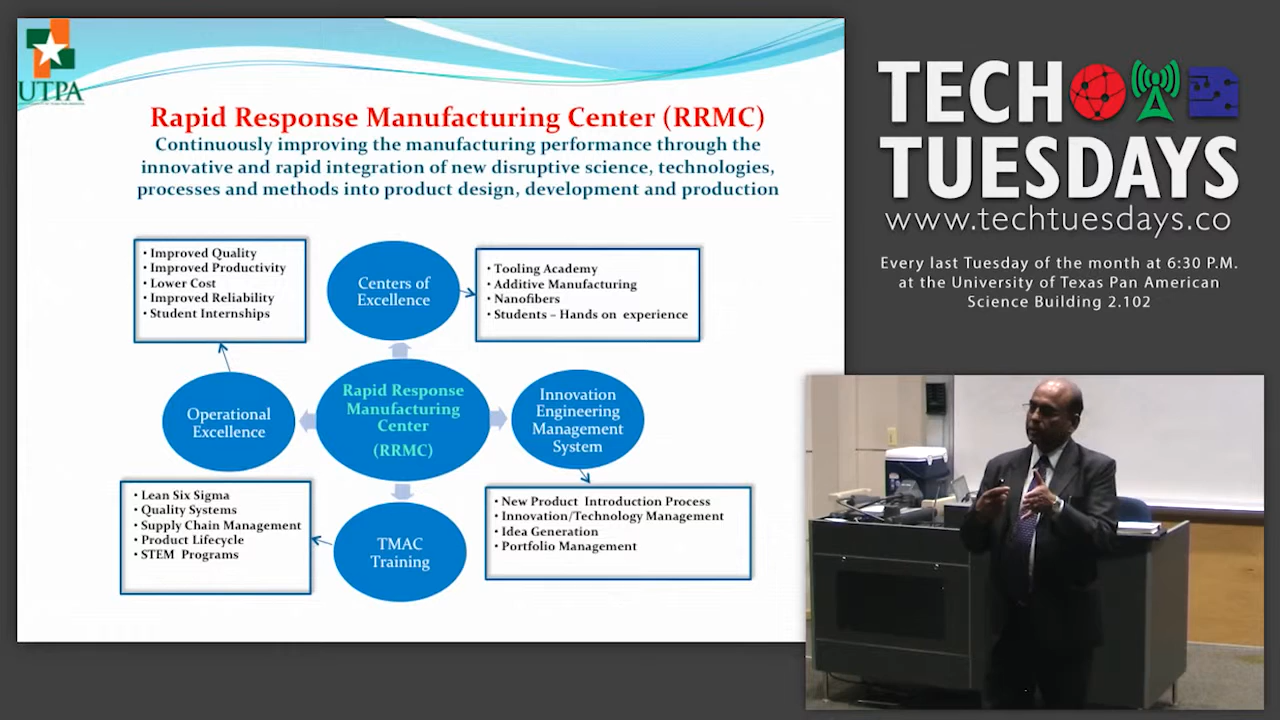 UTPA
Rapid Response Manufacturing Center (RRMC)
Continuously improving the manufacturing performance through the
innovative and rapid integration of new disruptive science, technologies,
processes and methods into product design, development and production
• Improved Quality
• Improved Productivity
• Lower Cost
• Improved Reliability
• Student Internships
Centers of
Excellence
• Tooling Academy
• Additive Manufacturing
• Nanofibers
• Students – Hands on experience
Operational
Excellence
Rapid Response
Manufacturing
Center
(RRMC)
Innovation
Engineering
Management
System
• Lean Six Sigma
• Quality Systems
• Supply Chain Management
• Product Lifecycle
• STEM Programs
TMAC
Training
• New Product Introduction Process
• Innovation/Technology Management
• Idea Generation
• Portfolio Management
TECH
TUESDAYS
www.techtuesdays.co
Every last Tuesday of the month at 6:30 P.M.
at the University of Texas Pan American
Science Building 2.102